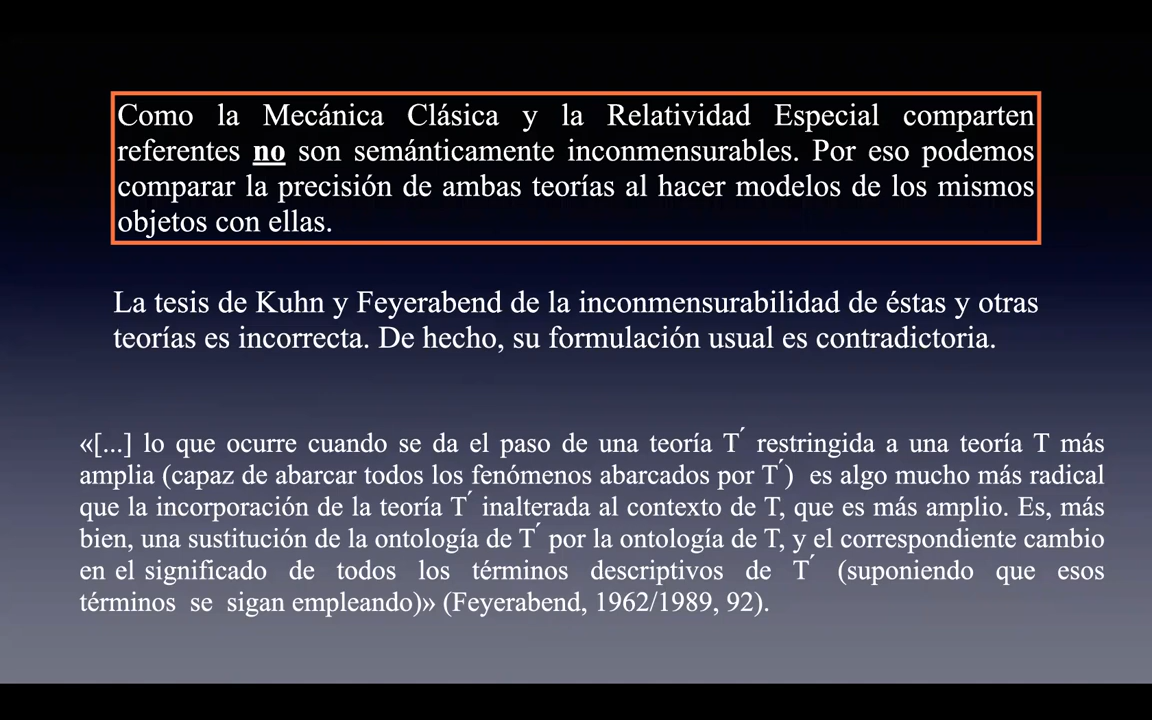 Como la Mecánica Clásica y la Relatividad Especial comparten
referentes no son semánticamente inconmensurables. Por eso podemos
comparar la precisión de ambas teorías al hacer modelos de los mismos
objetos con ellas.
La tesis de Kuhn y Feyerabend de la inconmensurabilidad de éstas y otras
teorías es incorrecta. De hecho, su formulación usual es contradictoria.
«[...] lo que ocurre cuando se da el paso de una teoría T´ restringida a una teoría T más
amplia (capaz de abarcar todos los fenómenos abarcados por T´) es algo mucho más radical
que la incorporación de la teoría T´ inalterada al contexto de T, que es más amplio. Es, más
bien, una sustitución de la ontología de T´ por la ontología de T, y el correspondiente cambio
en el significado de todos los términos descriptivos de T´ (suponiendo que esos
términos se sigan empleando)» (Feyerabend, 1962/1989, 92).